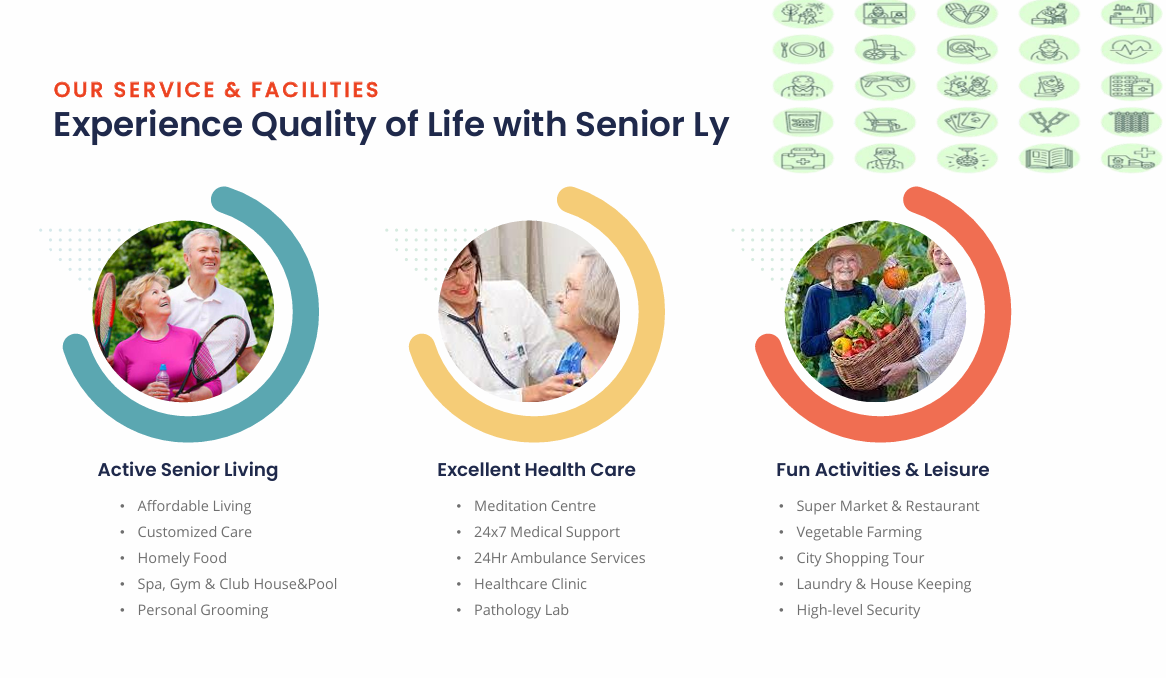 OUR SERVICE & FACILITIES
Experience Quality of Life with Senior Ly
Active Senior Living
• Affordable Living
• Customized Care
• Homely Food
• Spa, Gym & Club House&Pool
• Personal Grooming
Excellent Health Care
• Meditation Centre
• 24x7 Medical Support
• 24Hr Ambulance Services
• Healthcare Clinic
• Pathology Lab
Fun Activities & Leisure
• Super Market & Restaurant
• Vegetable Farming
• City Shopping Tour
• Laundry & House Keeping
• High-level Security